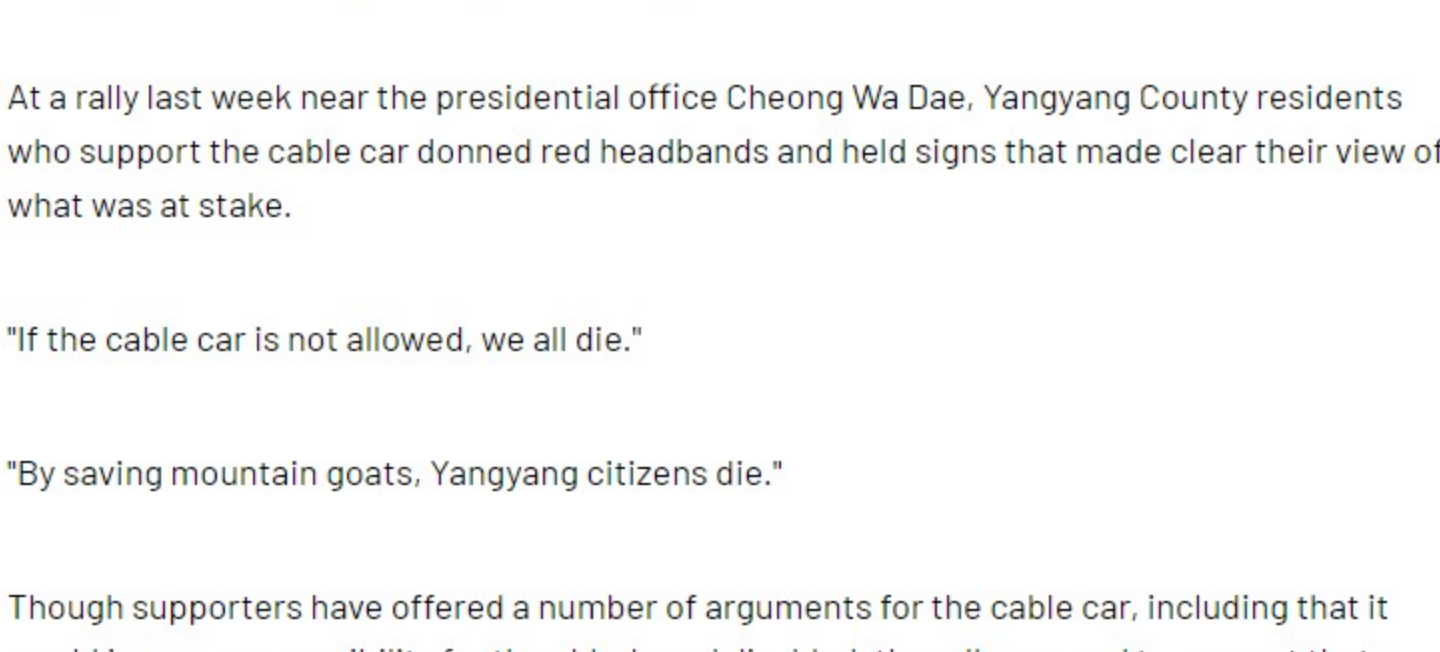 At a rally last week near the presidential office Cheong Wa Dae, Yangyang County residents
who support the cable car donned red headbands and held signs that made clear their view of
what was at stake.
"If the cable car is not allowed, we all die."
"By saving mountain goats, Yangyang citizens die."
Though supporters have offered a number of arguments for the cable car, including that it